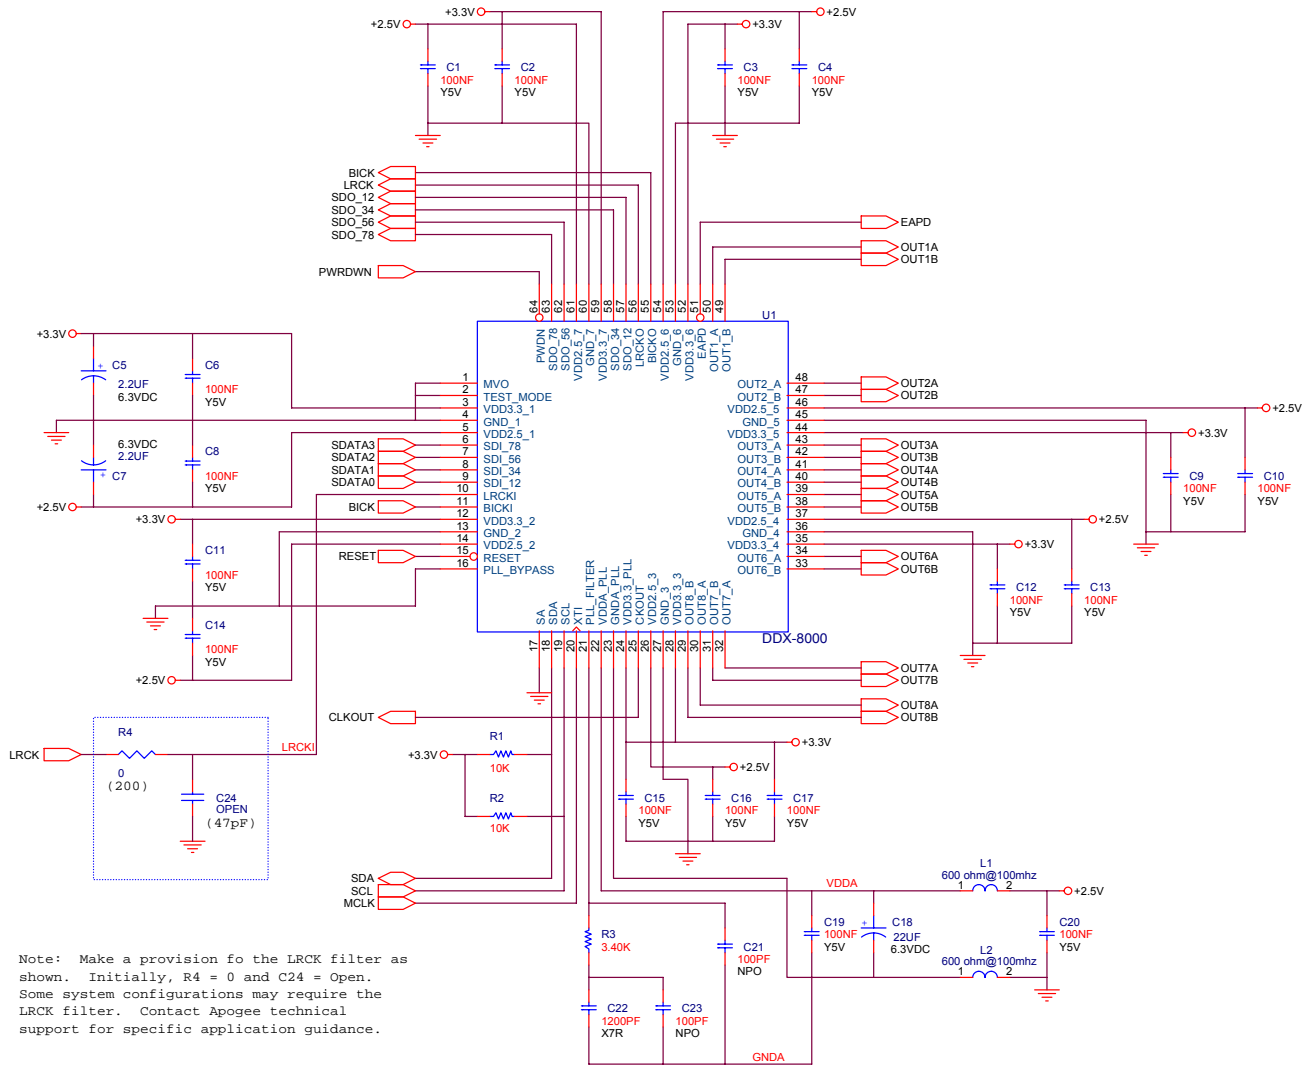 +3.3V
+2.5V
+2.5V
+3.3V
C1
100NF
Y5V
C2
100NF
Y5V
C3
100NF
Y5V
C4
100NF
Y5V
BICK
LRCK
SDO_12
SDO_34
SDO_56
SDO_78
PWRDWN
EAPD
OUT1A
OUT1B
64 63 62 61 60 59 58 57 56 55 54 53 52 51 50 49
U1
PWDN
SDO_78
SDO_56
VDD2.5_7
GND_7
VDD3.3_7
SDO_34
SDO_12
LRCKO
BICKO
VDD2.5_6
GND_6
VDD3.3_6
EAPD
OUT1_A
OUT1_B
+3.3V
C5
2.2UF
6.3VDC
C6
100NF
Y5V
6.3VDC
2.2UF
C7
C8
100NF
Y5V
+2.5V
SDATA3
SDATA2
SDATA1
SDATA0
BICK
+3.3V
RESET
C11
100NF
Y5V
C14
100NF
Y5V
+2.5V
1 MVO
2 TEST_MODE
3 VDD3.3_1
4 GND_1
5 VDD2.5_1
6 SDI_78
7 SDI_56
8 SDI_34
9 SDI_12
10 LRCKI
11 BICKI
12 VDD3.3_2
13 GND_2
14 VDD2.5_2
15 RESET
16 PLL_BYPASS
OUT2_A 48 OUT2A
OUT2_B 47 OUT2B
VDD2.5_5 46 +2.5V
GND_5 45
VDD3.3_5 44 +3.3V
OUT3_A 43 OUT3A
OUT3_B 42 OUT3B
OUT4_A 41 OUT4A
OUT4_B 40 OUT4B
OUT5_A 39 OUT5A
OUT5_B 38 OUT5B
VDD2.5_4 37 +2.5V
GND_4 36
VDD3.3_4 35 +3.3V
OUT6_A 34 OUT6A
OUT6_B 33 OUT6B
C9
100NF
Y5V
C10
100NF
Y5V
C12
100NF
Y5V
C13
100NF
Y5V
SA
SDA
SCL
XTI
PLL_FILTER
VDDA_PLL
GNDA_PLL
VDD3.3_PLL
CKOUT
VDD2.5_3
GND_3
VDD3.3_3
OUT8_B
OUT8_A
OUT7_B
OUT7_A
17 18 19 20 21 22 23 24 25 26 27 28 29 30 31 32
DDX-8000
OUT7A
OUT7B
OUT8A
OUT8B
CLKOUT
LRCK
R4
0
(200)
LRCKI
C24
OPEN
(47pF)
+3.3V
R1
10K
R2
10K
+3.3V
+2.5V
C15
100NF
Y5V
C16
100NF
Y5V
C17
100NF
Y5V
SDA
SCL
MCLK
VDDA
L1
600 ohm@100mhz
1 2
+2.5V
R3
3.40K
C21
100PF
NPO
C19
100NF
Y5V
C18
22UF
6.3VDC
C20
100NF
Y5V
L2
600 ohm@100mhz
1 2
C22
1200PF
X7R
C23
100PF
NPO
GNDA
Note: Make a provision fo the LRCK filter as
shown. Initially, R4 = 0 and C24 = Open.
Some system configurations may require the
LRCK filter. Contact Apogee technical
support for specific application guidance.